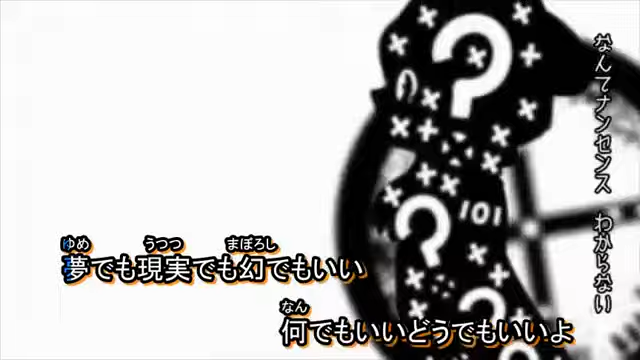 なんてナンセンス わからない
101
ゆめ うつつ まぼろし
夢でも現実でも幻でもいい
なん
何でもいいどうでもいいよ